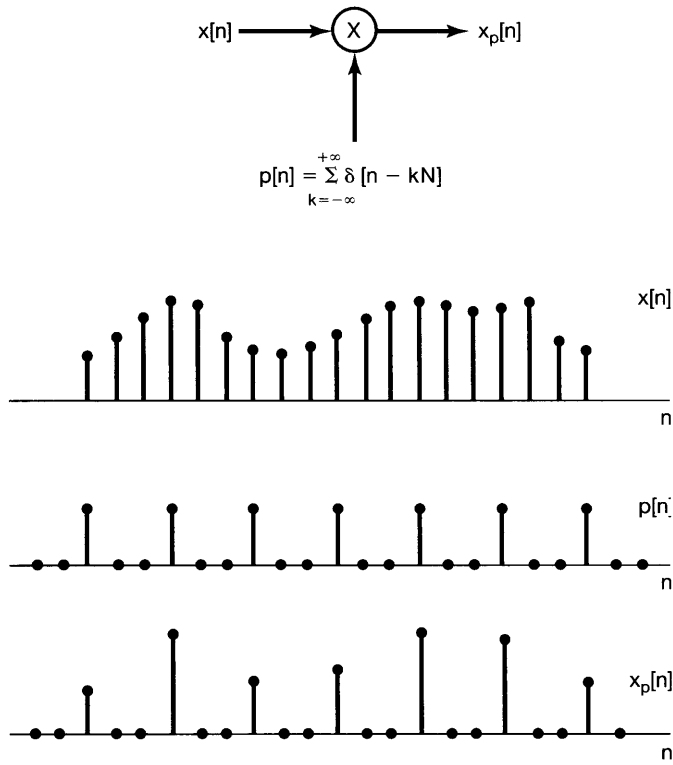 x[n] X xₚ[n]
+∞
p[n] = Σ δ [n − kN]
k=−∞
x[n]
n
p[n]
n
xₚ[n]
n